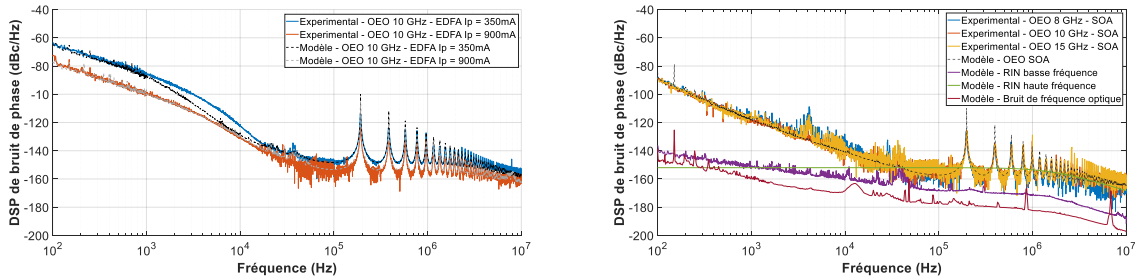 -40
-60
-80
-100
-120
-140
-160
-180
-200
DSP de bruit de phase (dBc/Hz)
Experimental - OEO 10 GHz - EDFA Ip = 350mA
Experimental - OEO 10 GHz - EDFA Ip = 900mA
Modèle - OEO 10 GHz - EDFA Ip = 350mA
Modèle - OEO 10 GHz - EDFA Ip = 900mA
10² 10³ 10⁴ 10⁵ 10⁶ 10⁷
Fréquence (Hz)
-40
-60
-80
-100
-120
-140
-160
-180
-200
DSP de bruit de phase (dBc/Hz)
Experimental - OEO 8 GHz - SOA
Experimental - OEO 10 GHz - SOA
Experimental - OEO 15 GHz - SOA
Modèle - OEO SOA
Modèle - RIN basse fréquence
Modèle - RIN haute fréquence
Modèle - Bruit de fréquence optique
10² 10³ 10⁴ 10⁵ 10⁶ 10⁷
Fréquence (Hz)